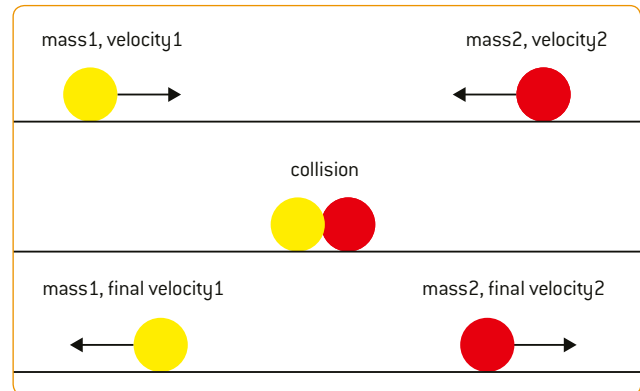 mass1, velocity1
mass2, velocity2
collision
mass1, final velocity1
mass2, final velocity2